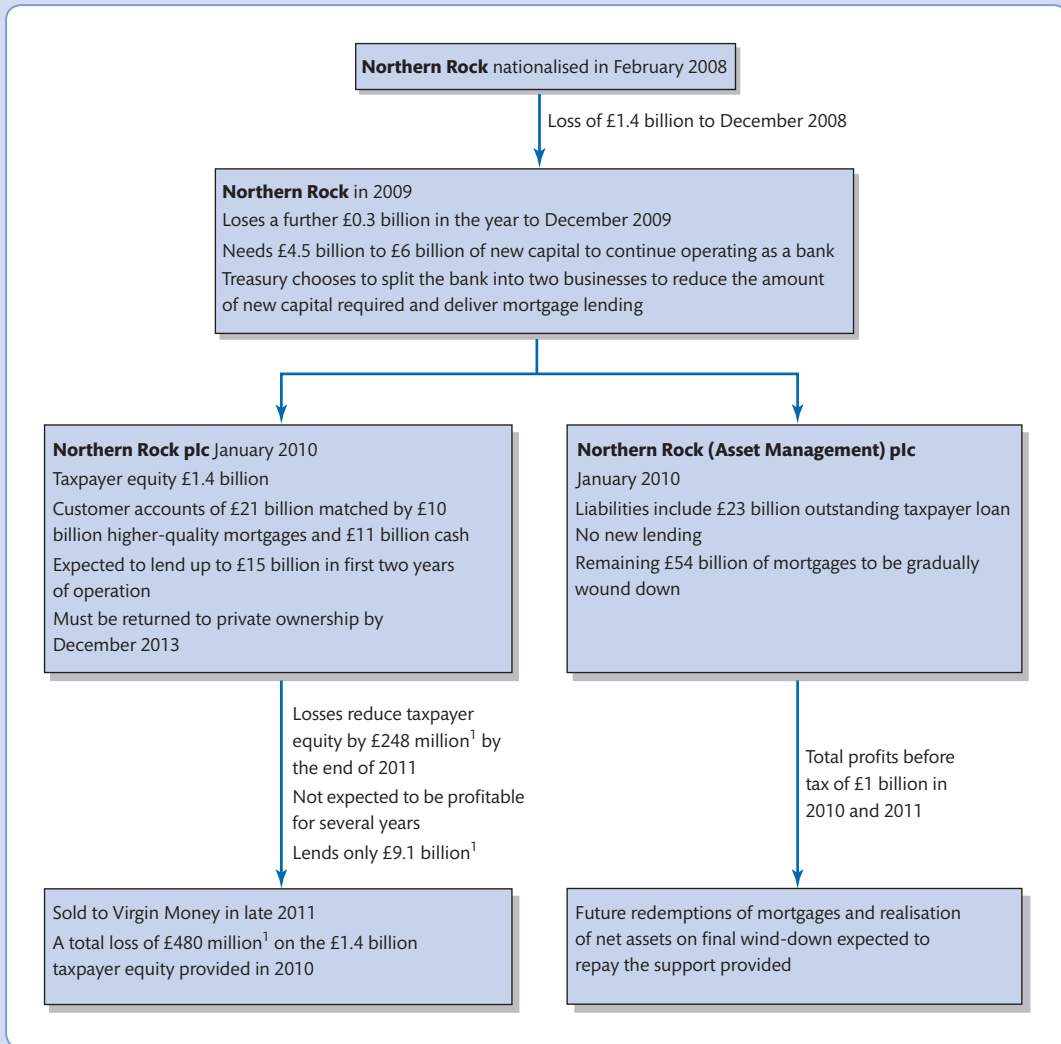 Northern Rock nationalised in February 2008
Loss of £1.4 billion to December 2008
Northern Rock in 2009
Loses a further £0.3 billion in the year to December 2009
Needs £4.5 billion to £6 billion of new capital to continue operating as a bank
Treasury chooses to split the bank into two businesses to reduce the amount
of new capital required and deliver mortgage lending
Northern Rock plc January 2010
Taxpayer equity £1.4 billion
Customer accounts of £21 billion matched by £10
billion higher-quality mortgages and £11 billion cash
Expected to lend up to £15 billion in first two years
of operation
Must be returned to private ownership by
December 2013
Northern Rock (Asset Management) plc
January 2010
Liabilities include £23 billion outstanding taxpayer loan
No new lending
Remaining £54 billion of mortgages to be gradually
wound down
Losses reduce taxpayer
equity by £248 million¹ by
the end of 2011
Not expected to be profitable
for several years
Lends only £9.1 billion¹
Total profits before
tax of £1 billion in
2010 and 2011
Sold to Virgin Money in late 2011
A total loss of £480 million¹ on the £1.4 billion
taxpayer equity provided in 2010
Future redemptions of mortgages and realisation
of net assets on final wind-down expected to
repay the support provided